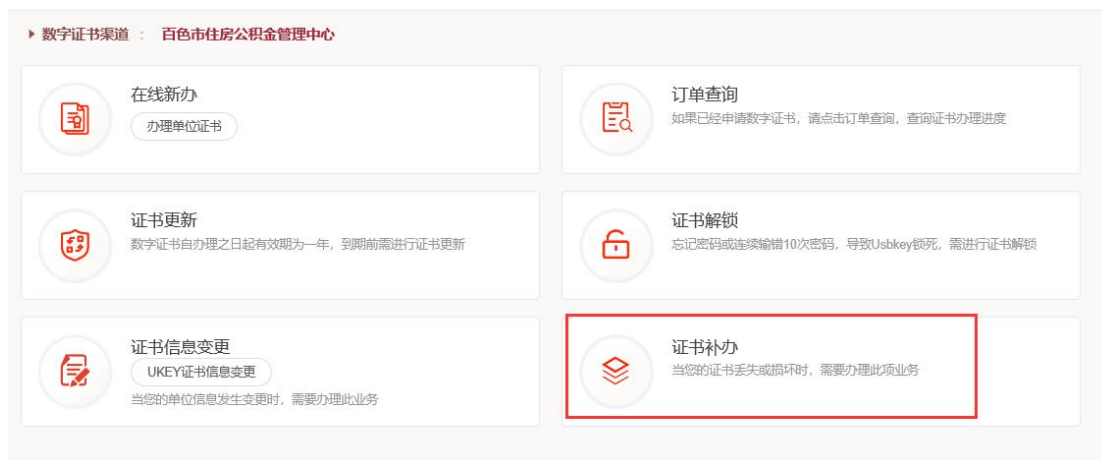 数字证书渠道 : 百色市住房公积金管理中心
在线新办
办理单位证书
订单查询
如果已经申请数字证书，请点击订单查询，查询证书办理进度
证书更新
数字证书自办理之日起有效期为一年，到期前需进行证书更新
证书解锁
忘记密码或连续输错10次密码，导致Usbkey锁死，需进行证书解锁
证书信息变更
UKEY证书信息变更
当您的单位信息发生变更时，需要办理此业务
证书补办
当您的证书丢失或损坏时，需要办理此项业务